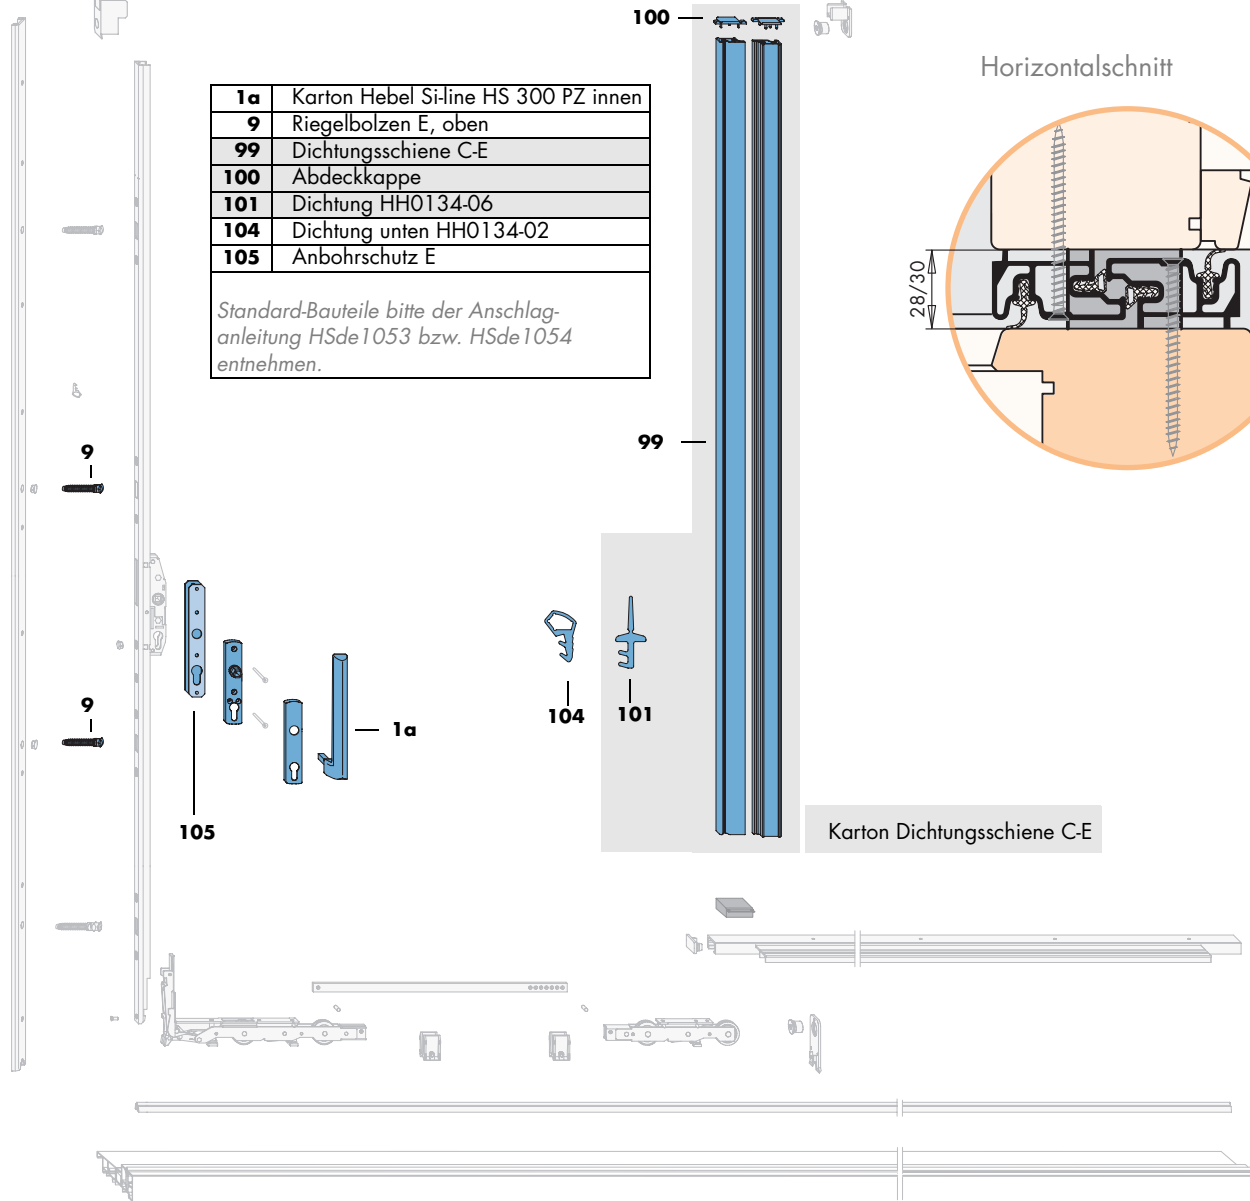 100
Horizontalschnitt
1a Karton Hebel Si-line HS 300 PZ innen
9 Riegelbolzen E, oben
99 Dichtungsschiene C-E
100 Abdeckkappe
101 Dichtung HH0134-06
104 Dichtung unten HH0134-02
105 Anbohrschutz E
Standard-Bauteile bitte der Anschlag-
anleitung HSde1053 bzw. HSde1054
entnehmen.
28/30
99
9
9
104
101
1a
105
Karton Dichtungsschiene C-E